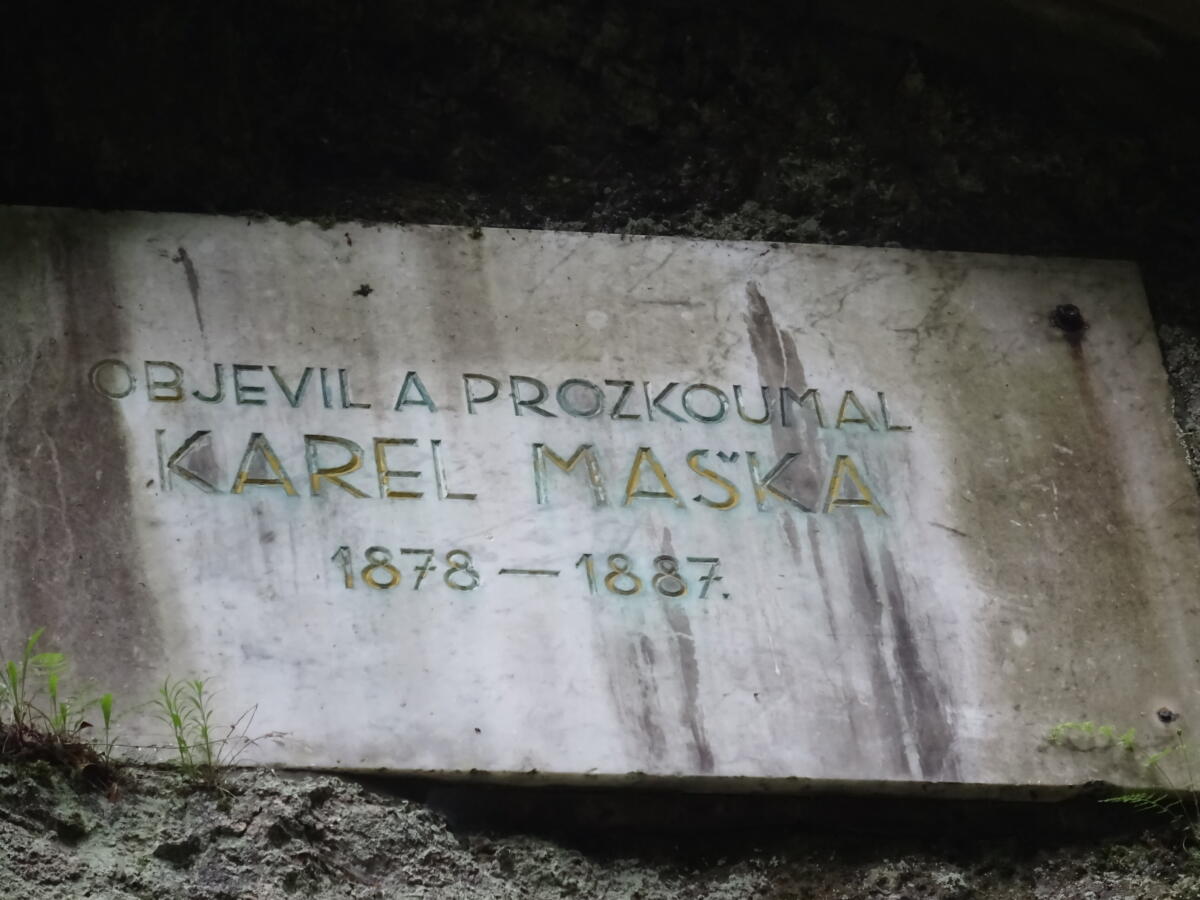 OBJEVIL A PROZKOUMAL
KAREL MAŠKA
1878 — 1887.